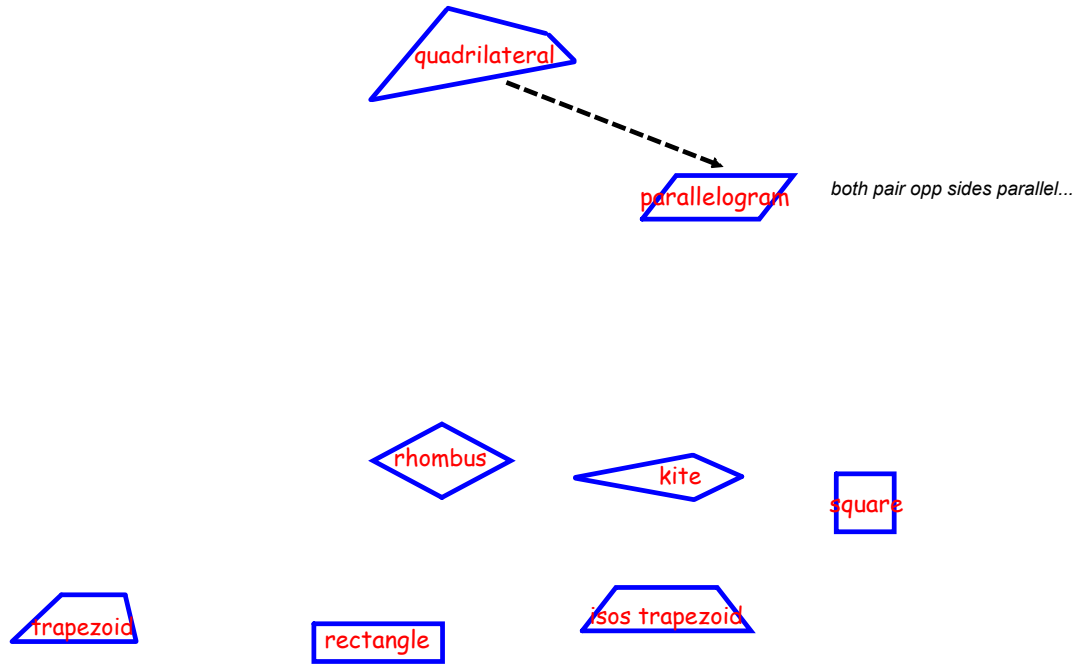 quadrilateral
parallelogram
both pair opp sides parallel...
rhombus
kite
square
trapezoid
isos trapezoid
rectangle